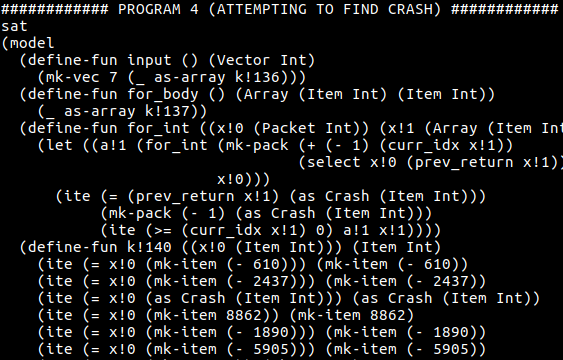 ############ PROGRAM 4 (ATTEMPTING TO FIND CRASH) ############
sat
(model
  (define-fun input () (Vector Int)
    (mk-vec 7 (_ as-array k!136)))
  (define-fun for_body () (Array (Item Int) (Item Int))
    (_ as-array k!137))
  (define-fun for_int ((x!0 (Packet Int)) (x!1 (Array (Item Int
    (let ((a!1 (for_int (mk-pack (+ (- 1) (curr_idx x!1))
                                 (select x!0 (prev_return x!1))
                        x!0)))
      (ite (= (prev_return x!1) (as Crash (Item Int)))
           (mk-pack (- 1) (as Crash (Item Int)))
           (ite (>= (curr_idx x!1) 0) a!1 x!1))))
  (define-fun k!140 ((x!0 (Item Int))) (Item Int)
    (ite (= x!0 (mk-item (- 610))) (mk-item (- 610))
    (ite (= x!0 (mk-item (- 2437))) (mk-item (- 2437))
    (ite (= x!0 (as Crash (Item Int))) (as Crash (Item Int))
    (ite (= x!0 (mk-item 8862)) (mk-item 8862)
    (ite (= x!0 (mk-item (- 1890))) (mk-item (- 1890))
    (ite (= x!0 (mk-item (- 5905))) (mk-item (- 5905))